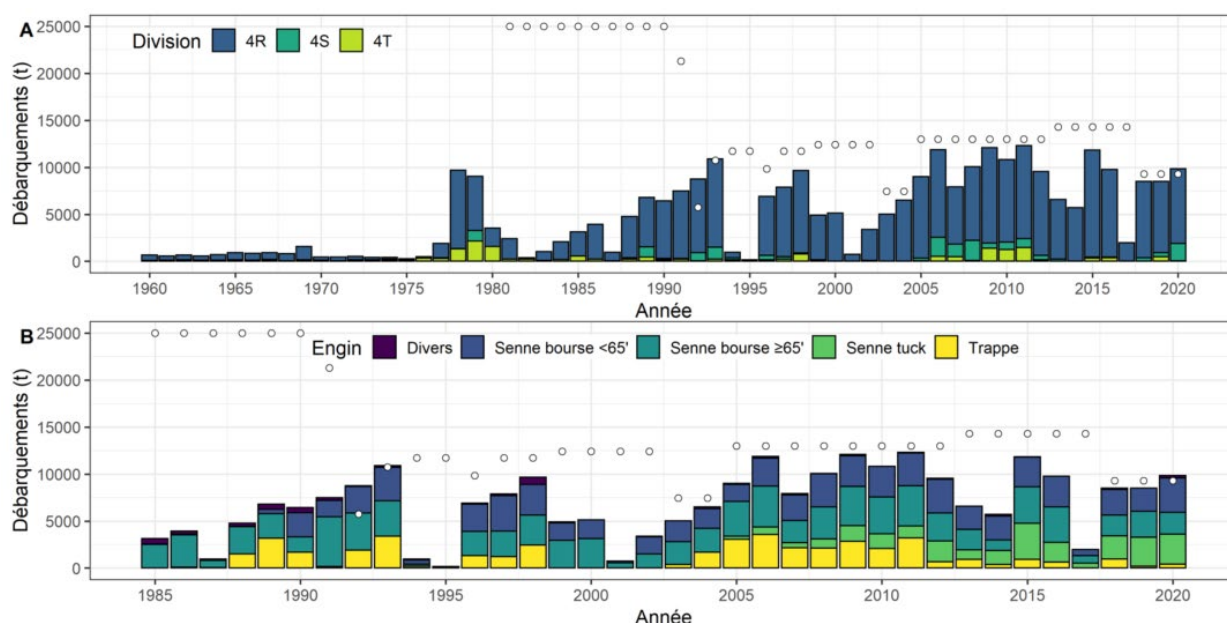 A
Division 4R 4S 4T
Débarquements (t)
25000
20000
15000
10000
5000
0
1960 1965 1970 1975 1980 1985 1990 1995 2000 2005 2010 2015 2020
Année
B
Engin Divers Senne bourse <65' Senne bourse ≥65' Senne tuck Trappe
Débarquements (t)
25000
20000
15000
10000
5000
0
1985 1990 1995 2000 2005 2010 2015 2020
Année